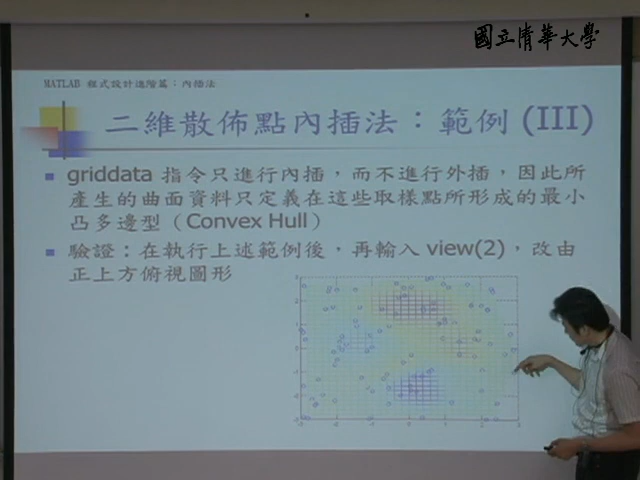 國立清華大學
MATLAB 程式設計進階篇：內插法
二維散佈點內插法：範例 (III)
griddata 指令只進行內插，而不進行外插，因此所
產生的曲面資料只定義在這些取樣點所形成的最小
凸多邊型（Convex Hull）
驗證：在執行上述範例後，再輸入 view(2)，改由
正上方俯視圖形